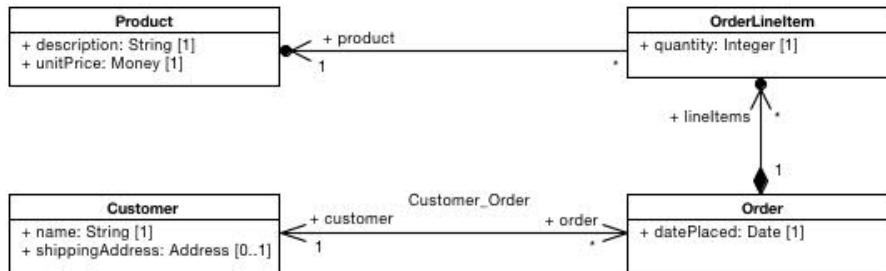 Product
+ description: String [1]
+ unitPrice: Money [1]
+ product
1
*
OrderLineItem
+ quantity: Integer [1]
+ lineItems
*
1
Customer
+ name: String [1]
+ shippingAddress: Address [0..1]
Customer_Order
+ customer
+ order
1
*
Order
+ datePlaced: Date [1]